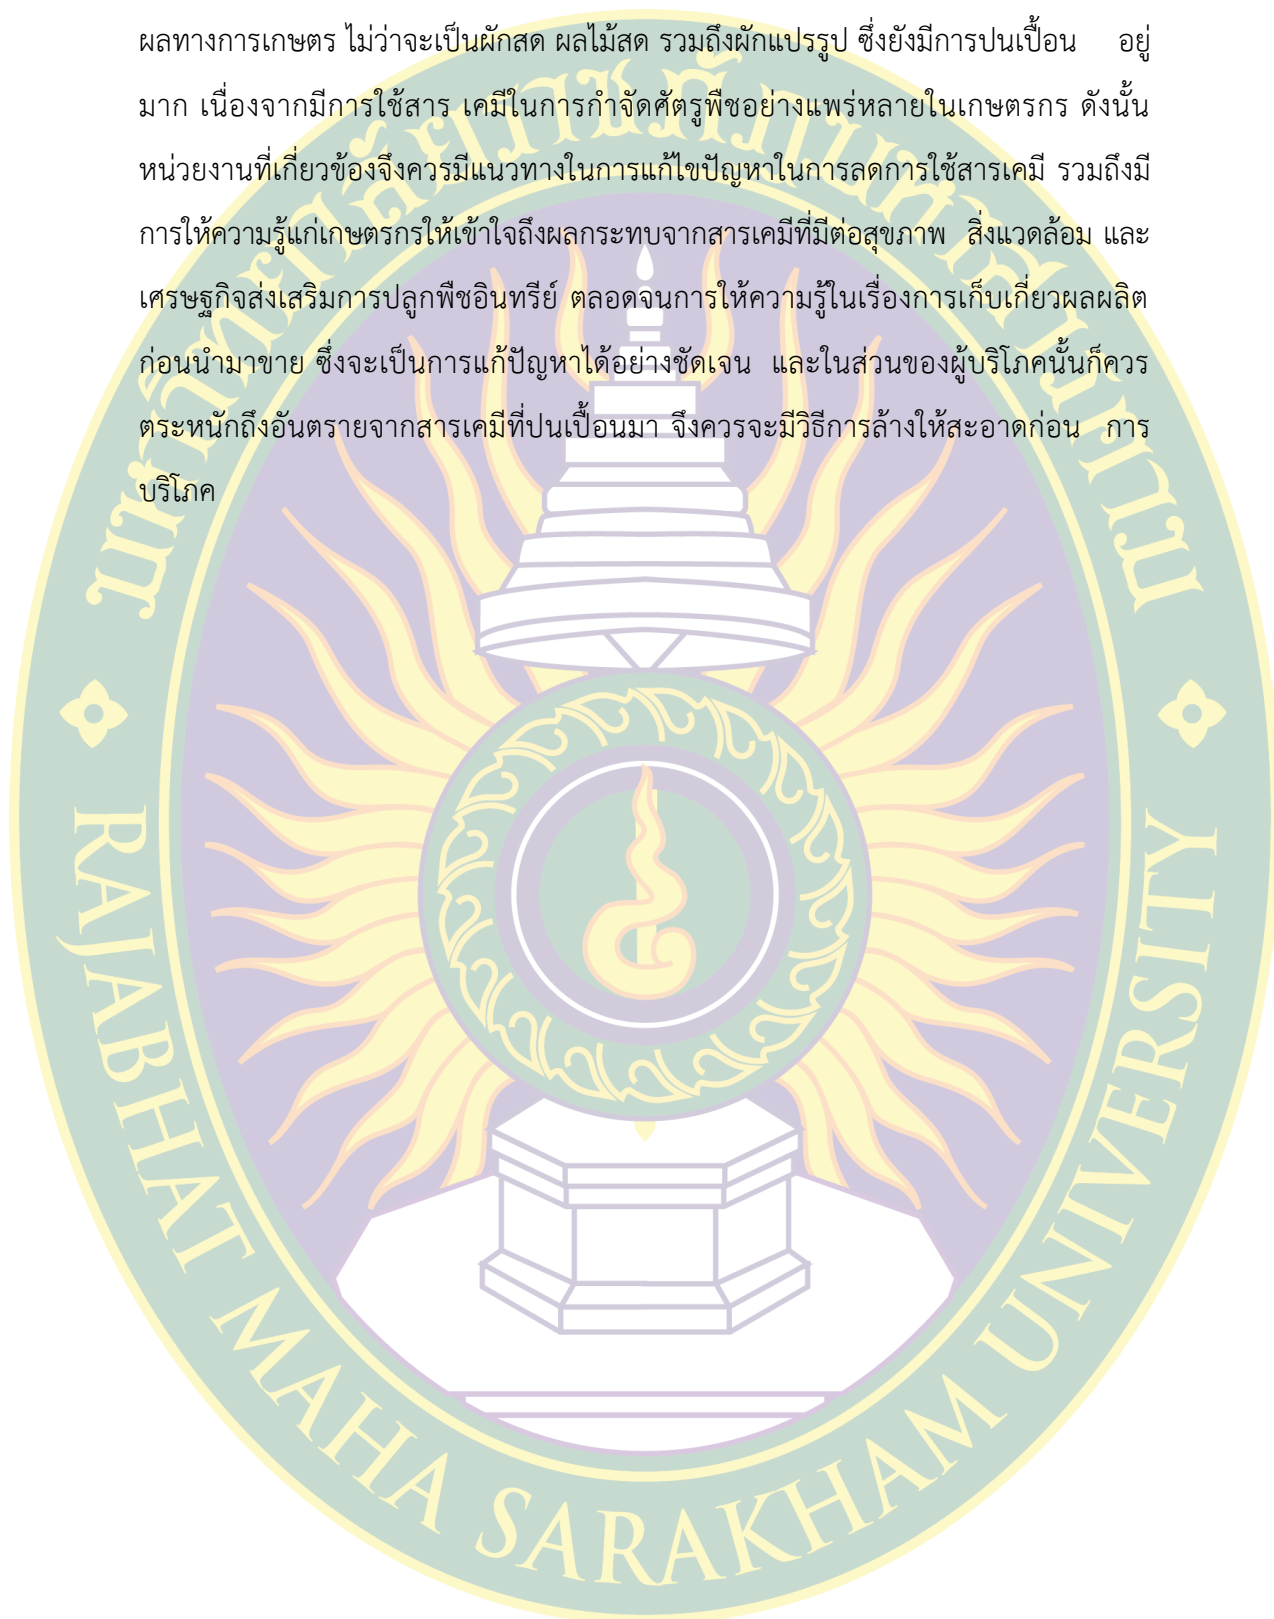 ผลทางการเกษตร ไม่ว่าจะเป็นผักสด ผลไม้สด รวมถึงผักแปรรูป ซึ่งยังมีการปนเปื้อน อยู่
มาก เนื่องจากมีการใช้สาร เคมีในการกำจัดศัตรูพืชอย่างแพร่หลายในเกษตรกร ดังนั้น
หน่วยงานที่เกี่ยวข้องจึงควรมีแนวทางในการแก้ไขปัญหาในการลดการใช้สารเคมี รวมถึงมี
การให้ความรู้แก่เกษตรกรให้เข้าใจถึงผลกระทบจากสารเคมีที่มีต่อสุขภาพ สิ่งแวดล้อม และ
เศรษฐกิจส่งเสริมการปลูกพืชอินทรีย์ ตลอดจนการให้ความรู้ในเรื่องการเก็บเกี่ยวผลผลิต
ก่อนนำมาขาย ซึ่งจะเป็นการแก้ปัญหาได้อย่างชัดเจน และในส่วนของผู้บริโภคนั้นก็ควร
ตระหนักถึงอันตรายจากสารเคมีที่ปนเปื้อนมา จึงควรจะมีวิธีการล้างให้สะอาดก่อน การ
บริโภค
มหาวิทยาลัยราชภัฏมหาสารคาม
RAJABHAT MAHA SARAKHAM UNIVERSITY